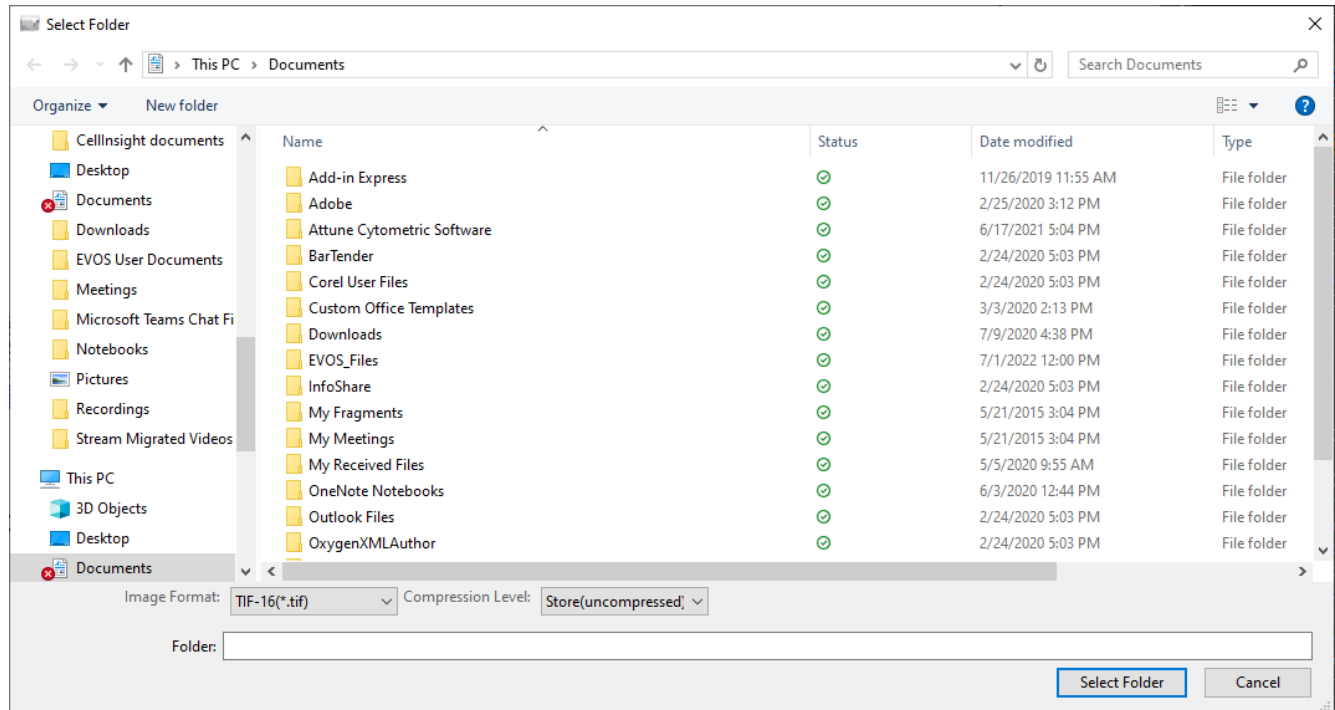 Select Folder
This PC > Documents
Search Documents
Organize
New folder
CellInsight documents
Desktop
Documents
Downloads
EVOS User Documents
Meetings
Microsoft Teams Chat Fi
Notebooks
Pictures
Recordings
Stream Migrated Videos
This PC
3D Objects
Desktop
Documents
Name Status Date modified Type
Add-in Express 11/26/2019 11:55 AM File folder
Adobe 2/25/2020 3:12 PM File folder
Attune Cytometric Software 6/17/2021 5:04 PM File folder
BarTender 2/24/2020 5:03 PM File folder
Corel User Files 2/24/2020 5:03 PM File folder
Custom Office Templates 3/3/2020 2:13 PM File folder
Downloads 7/9/2020 4:38 PM File folder
EVOS_Files 7/1/2022 12:00 PM File folder
InfoShare 2/24/2020 5:03 PM File folder
My Fragments 5/21/2015 3:04 PM File folder
My Meetings 5/21/2015 3:04 PM File folder
My Received Files 5/5/2020 9:55 AM File folder
OneNote Notebooks 6/3/2020 12:44 PM File folder
Outlook Files 2/24/2020 5:03 PM File folder
OxygenXMLAuthor 2/24/2020 5:03 PM File folder
Image Format: TIF-16(*.tif) Compression Level: Store(uncompressed)
Folder:
Select Folder Cancel